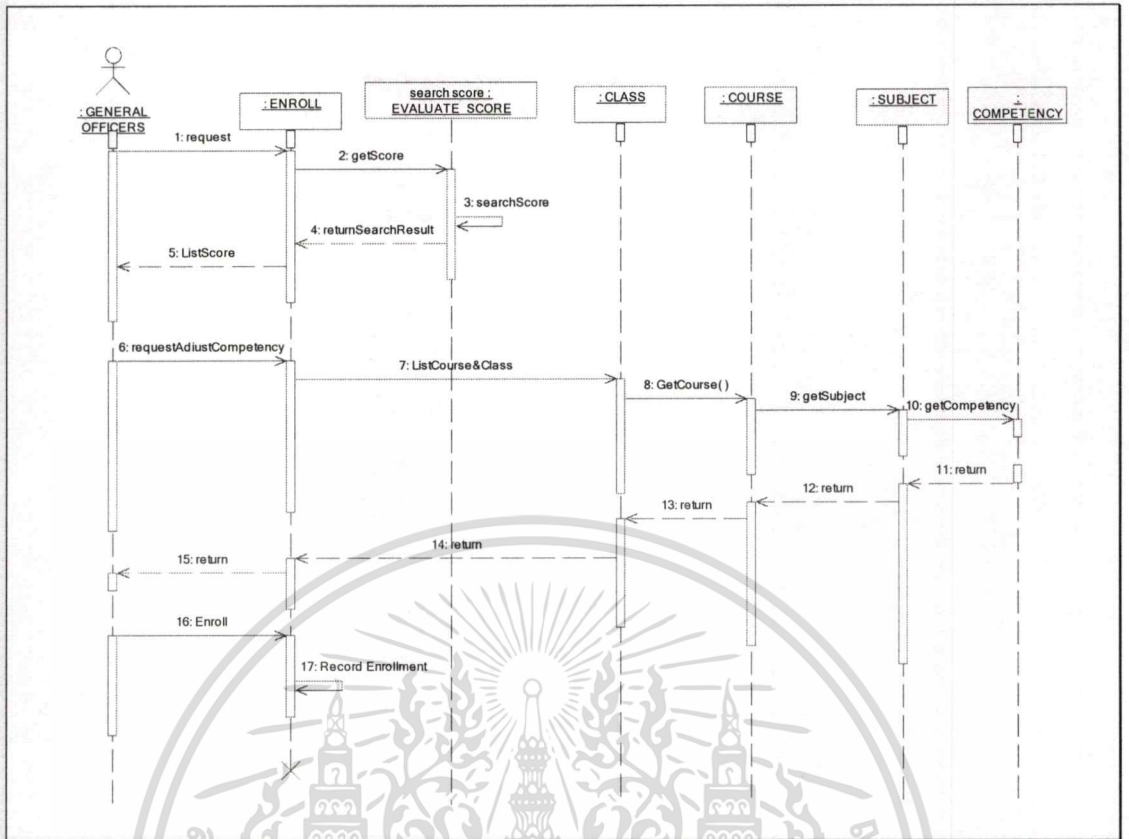 : GENERAL
OFFICERS
: ENROLL
search score :
EVALUATE SCORE
: CLASS
: COURSE
: SUBJECT
:
COMPETENCY
1: request
2: getScore
3: searchScore
4: returnSearchResult
5: ListScore
6: requestAdjustCompetency
7: ListCourse&Class
8: GetCourse( )
9: getSubject
10: getCompetency
11: return
12: return
13: return
14: return
15: return
16: Enroll
17: Record Enrollment